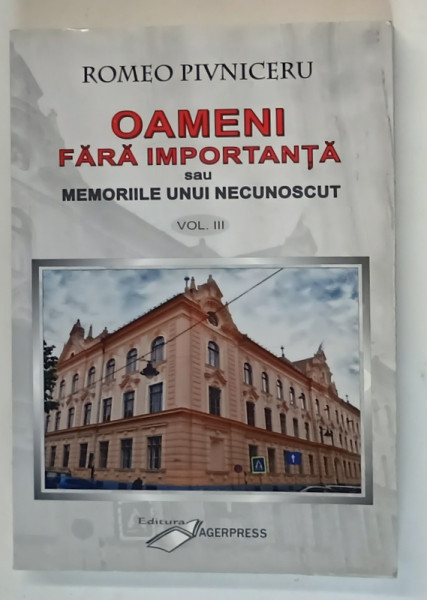 ROMEO PIVNICERU
OAMENI
FĂRĂ IMPORTANȚĂ
sau
MEMORIILE UNUI NECUNOSCUT
VOL. III
Editura
AGERPRESS